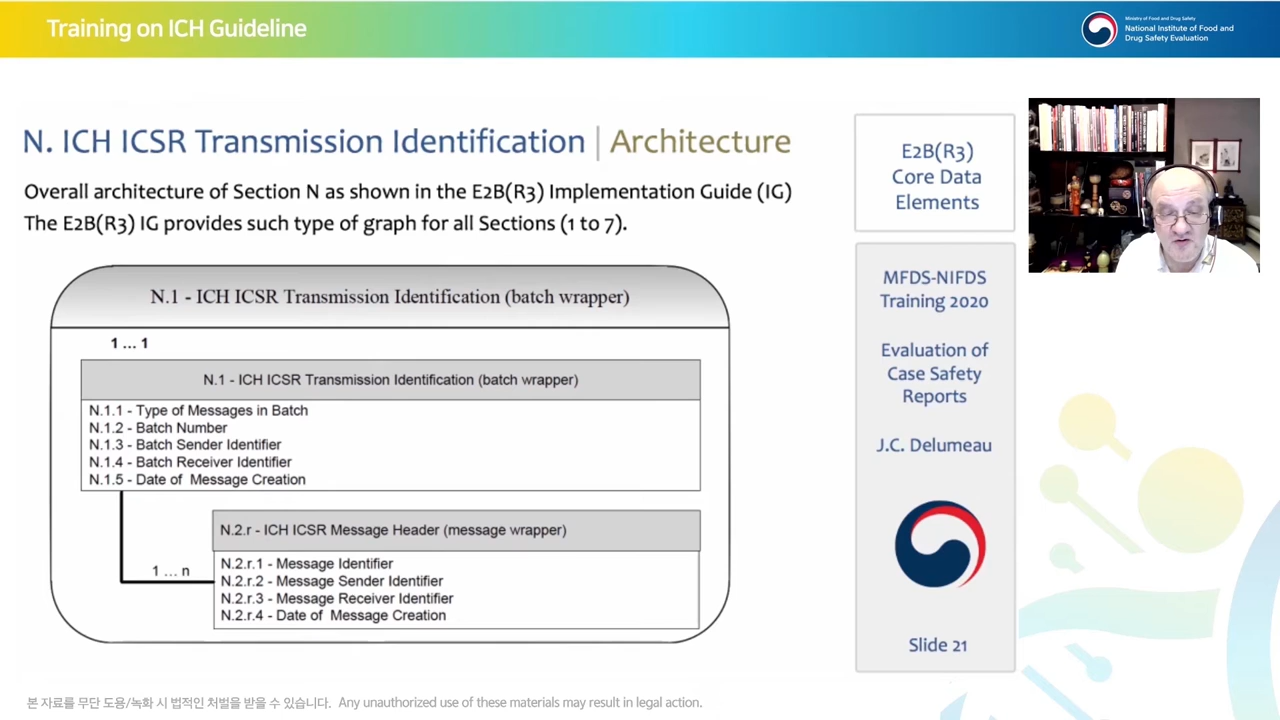 Training on ICH Guideline
Ministry of Food and Drug Safety
National Institute of Food and
Drug Safety Evaluation
N. ICH ICSR Transmission Identification | Architecture
Overall architecture of Section N as shown in the E2B(R3) Implementation Guide (IG)
The E2B(R3) IG provides such type of graph for all Sections (1 to 7).
N.1 - ICH ICSR Transmission Identification (batch wrapper)
1 ... 1
N.1 - ICH ICSR Transmission Identification (batch wrapper)
N.1.1 - Type of Messages in Batch
N.1.2 - Batch Number
N.1.3 - Batch Sender Identifier
N.1.4 - Batch Receiver Identifier
N.1.5 - Date of Message Creation
1 ... n
N.2.r - ICH ICSR Message Header (message wrapper)
N.2.r.1 - Message Identifier
N.2.r.2 - Message Sender Identifier
N.2.r.3 - Message Receiver Identifier
N.2.r.4 - Date of Message Creation
E2B(R3)
Core Data
Elements
MFDS-NIFDS
Training 2020
Evaluation of
Case Safety
Reports
J.C. Delumeau
Slide 21
본 자료를 무단 도용/녹화 시 법적인 처벌을 받을 수 있습니다. Any unauthorized use of these materials may result in legal action.